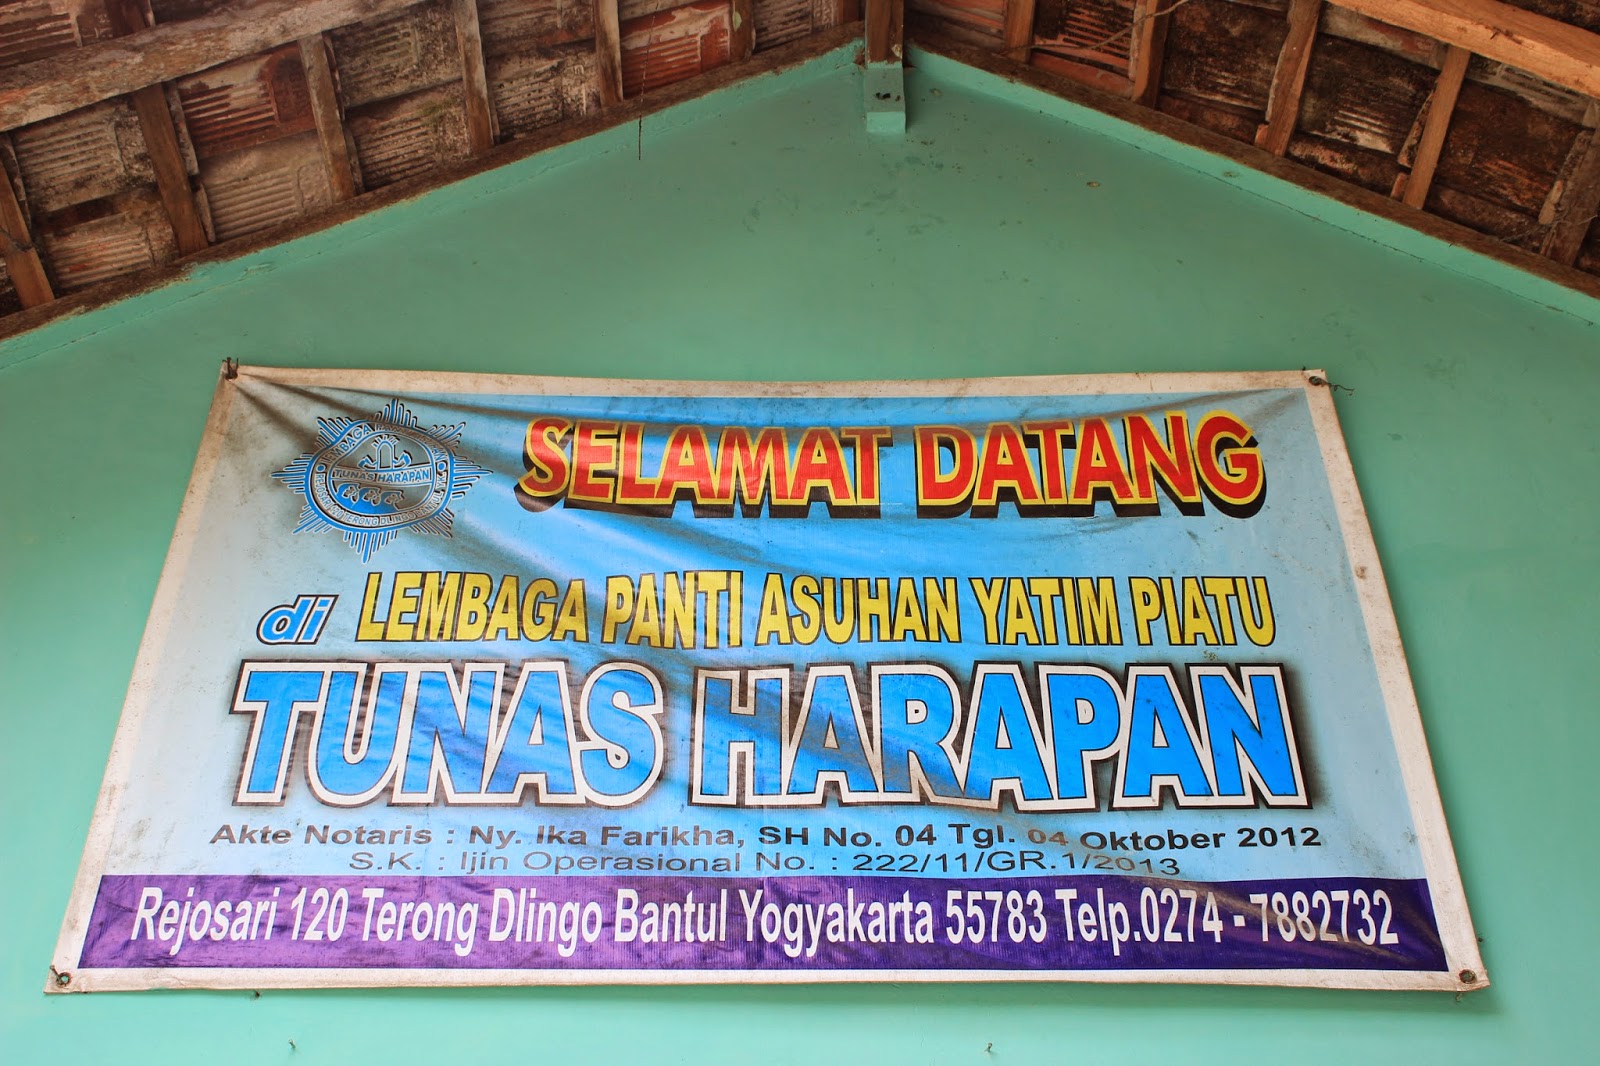 SELAMAT DATANG
di LEMBAGA PANTI ASUHAN YATIM PIATU
TUNAS HARAPAN
TUNAS HARAPAN
Akte Notaris : Ny. Ika Farikha, SH No. 04 Tgl. 04 Oktober 2012
S.K. : Ijin Operasional No. : 222/11/GR.1/2013
Rejosari 120 Terong Dlingo Bantul Yogyakarta 55783 Telp.0274 - 7882732